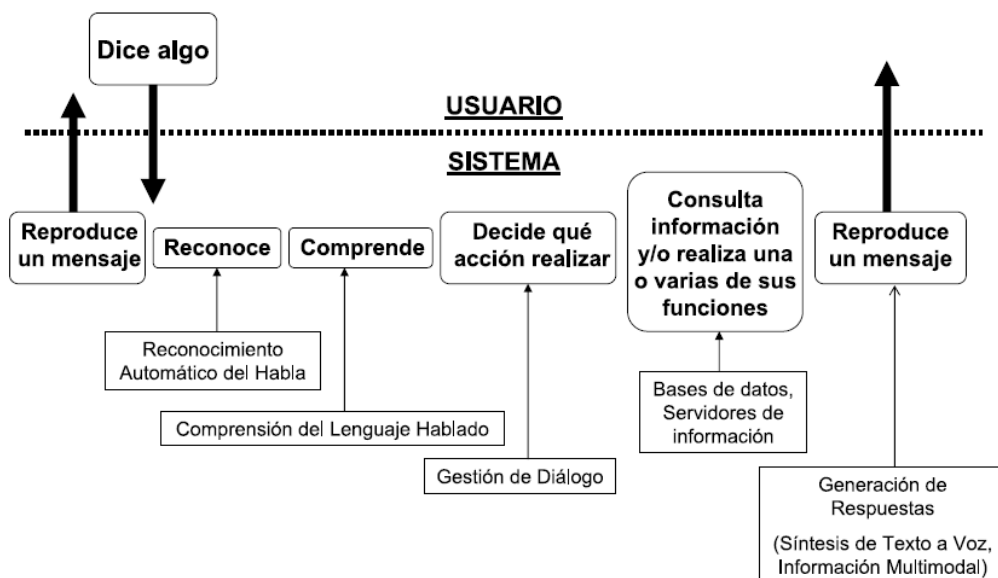 Dice algo
USUARIO
SISTEMA
Reproduce
un mensaje
Reconoce
Comprende
Decide qué
acción realizar
Consulta
información
y/o realiza una
o varias de sus
funciones
Reproduce
un mensaje
Reconocimiento
Automático del Habla
Comprensión del Lenguaje Hablado
Gestión de Diálogo
Bases de datos,
Servidores de
información
Generación de
Respuestas
(Síntesis de Texto a Voz,
Información Multimodal)